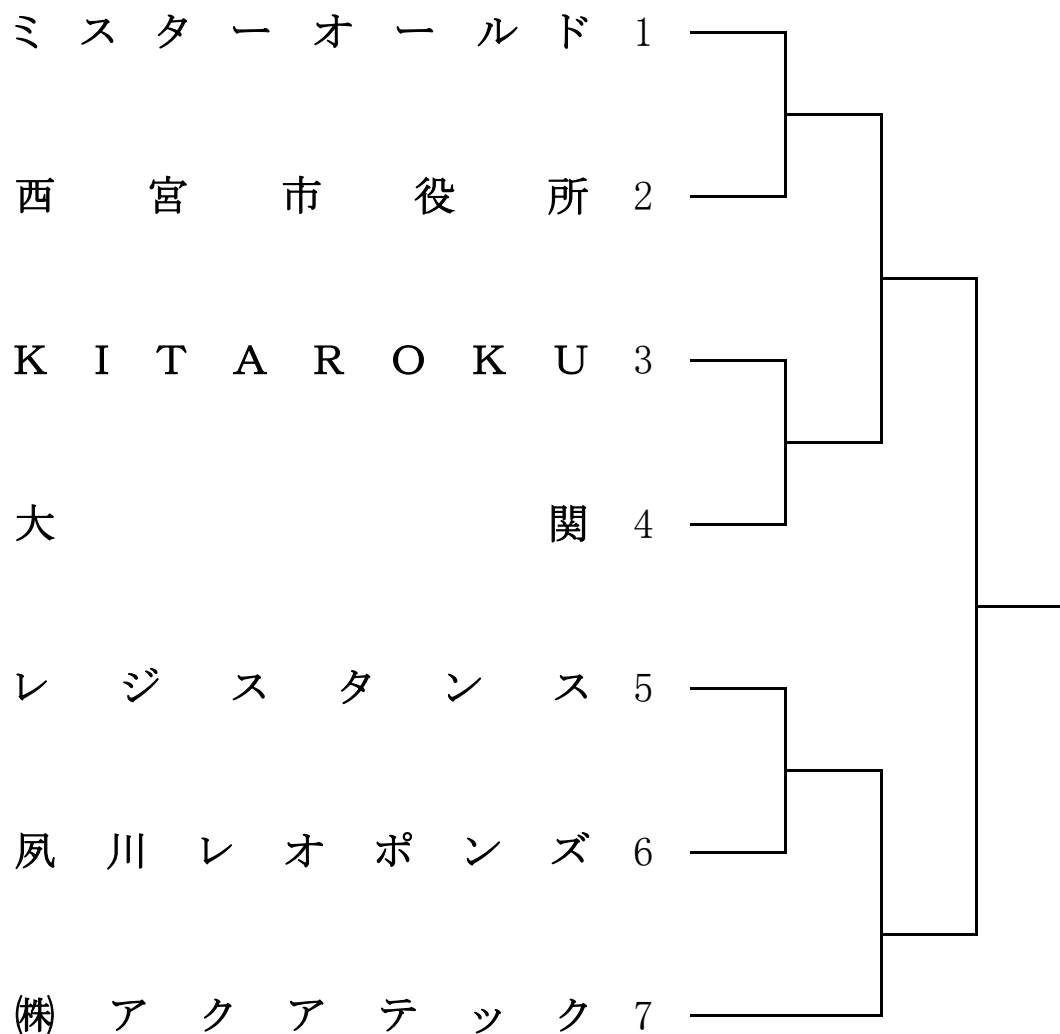 ミスターオールド 1
西宮市役所 2
KITAROKU 3
大関 4
レジスタンス 5
夙川レオポンズ 6
㈱アクアテック 7